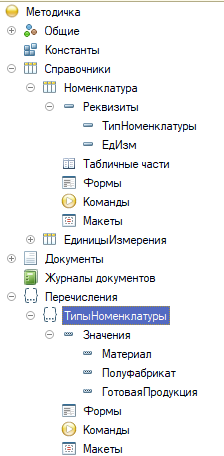 Методичка
Общие
Константы
Справочники
Номенклатура
Реквизиты
ТипНоменклатуры
ЕдИзм
Табличные части
Формы
Команды
Макеты
ЕдиницыИзмерения
Документы
Журналы документов
Перечисления
ТипыНоменклатуры
Значения
Материал
Полуфабрикат
ГотоваяПродукция
Формы
Команды
Макеты